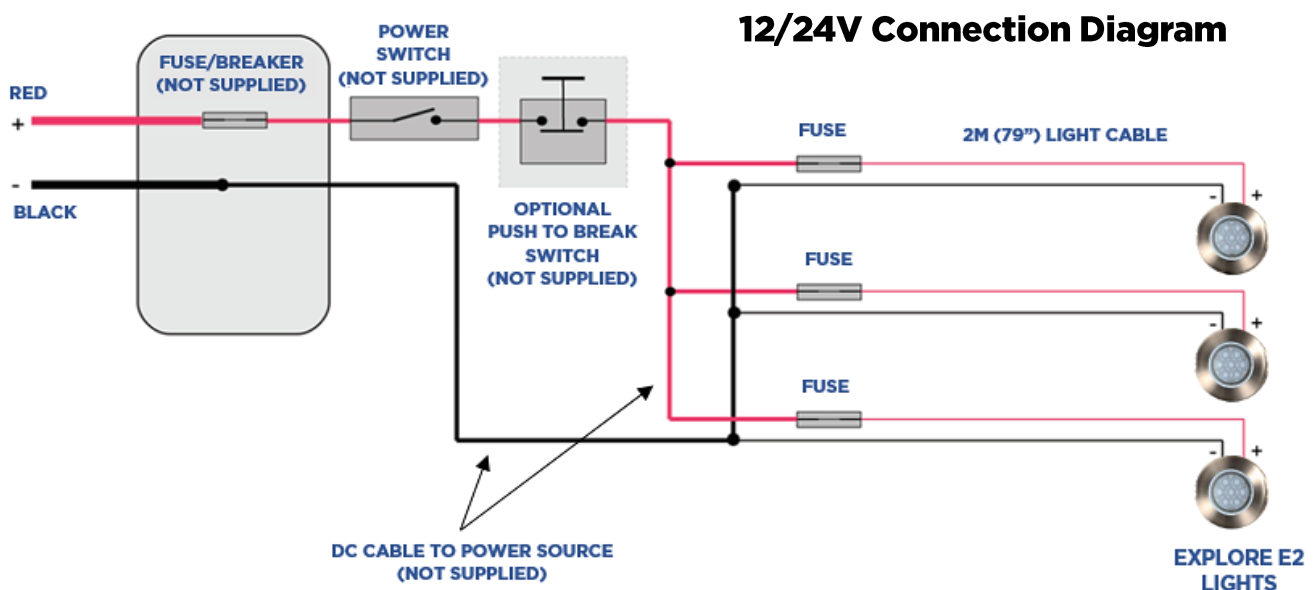 12/24V Connection Diagram
POWER
SWITCH
(NOT SUPPLIED)
FUSE/BREAKER
(NOT SUPPLIED)
RED
+
-
BLACK
OPTIONAL
PUSH TO BREAK
SWITCH
(NOT SUPPLIED)
FUSE
2M (79”) LIGHT CABLE
- +
FUSE
- +
FUSE
- +
DC CABLE TO POWER SOURCE
(NOT SUPPLIED)
EXPLORE E2
LIGHTS